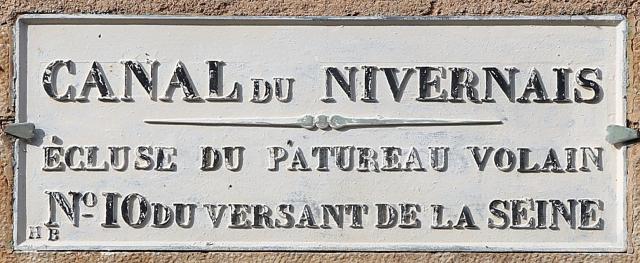 CANAL DU NIVERNAIS
ÉCLUSE DU PATUREAU VOLAIN
Nº 10 DU VERSANT DE LA SEINE
H B